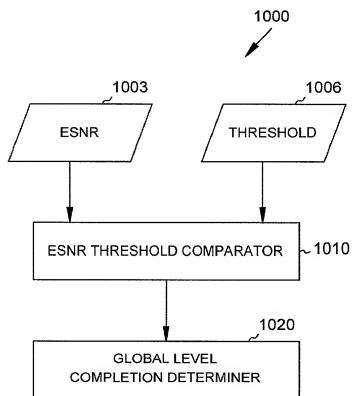 1000
1003
1006
ESNR
THRESHOLD
ESNR THRESHOLD COMPARATOR
1010
1020
GLOBAL LEVEL
COMPLETION DETERMINER